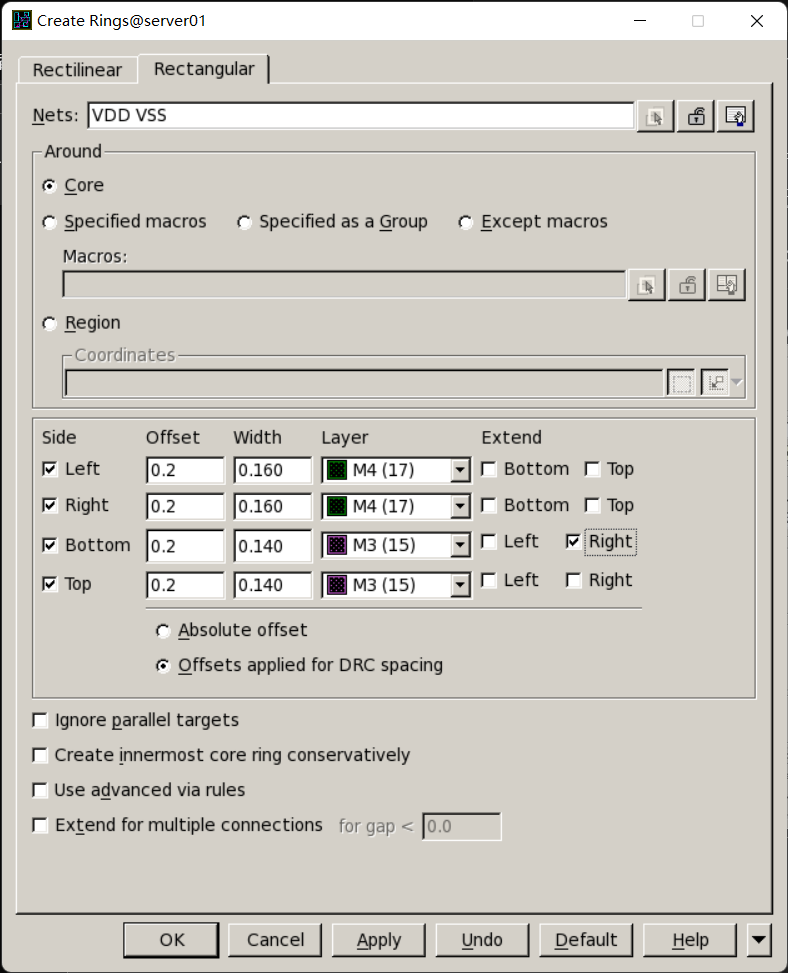 Create Rings@server01
Rectilinear Rectangular
Nets: VDD VSS
Around
Core
Specified macros Specified as a Group Except macros
Macros:
Region
Coordinates
Side Offset Width Layer Extend
Left 0.2 0.160 M4 (17) Bottom Top
Right 0.2 0.160 M4 (17) Bottom Top
Bottom 0.2 0.140 M3 (15) Left Right
Top 0.2 0.140 M3 (15) Left Right
Absolute offset
Offsets applied for DRC spacing
Ignore parallel targets
Create innermost core ring conservatively
Use advanced via rules
Extend for multiple connections for gap < 0.0
OK Cancel Apply Undo Default Help